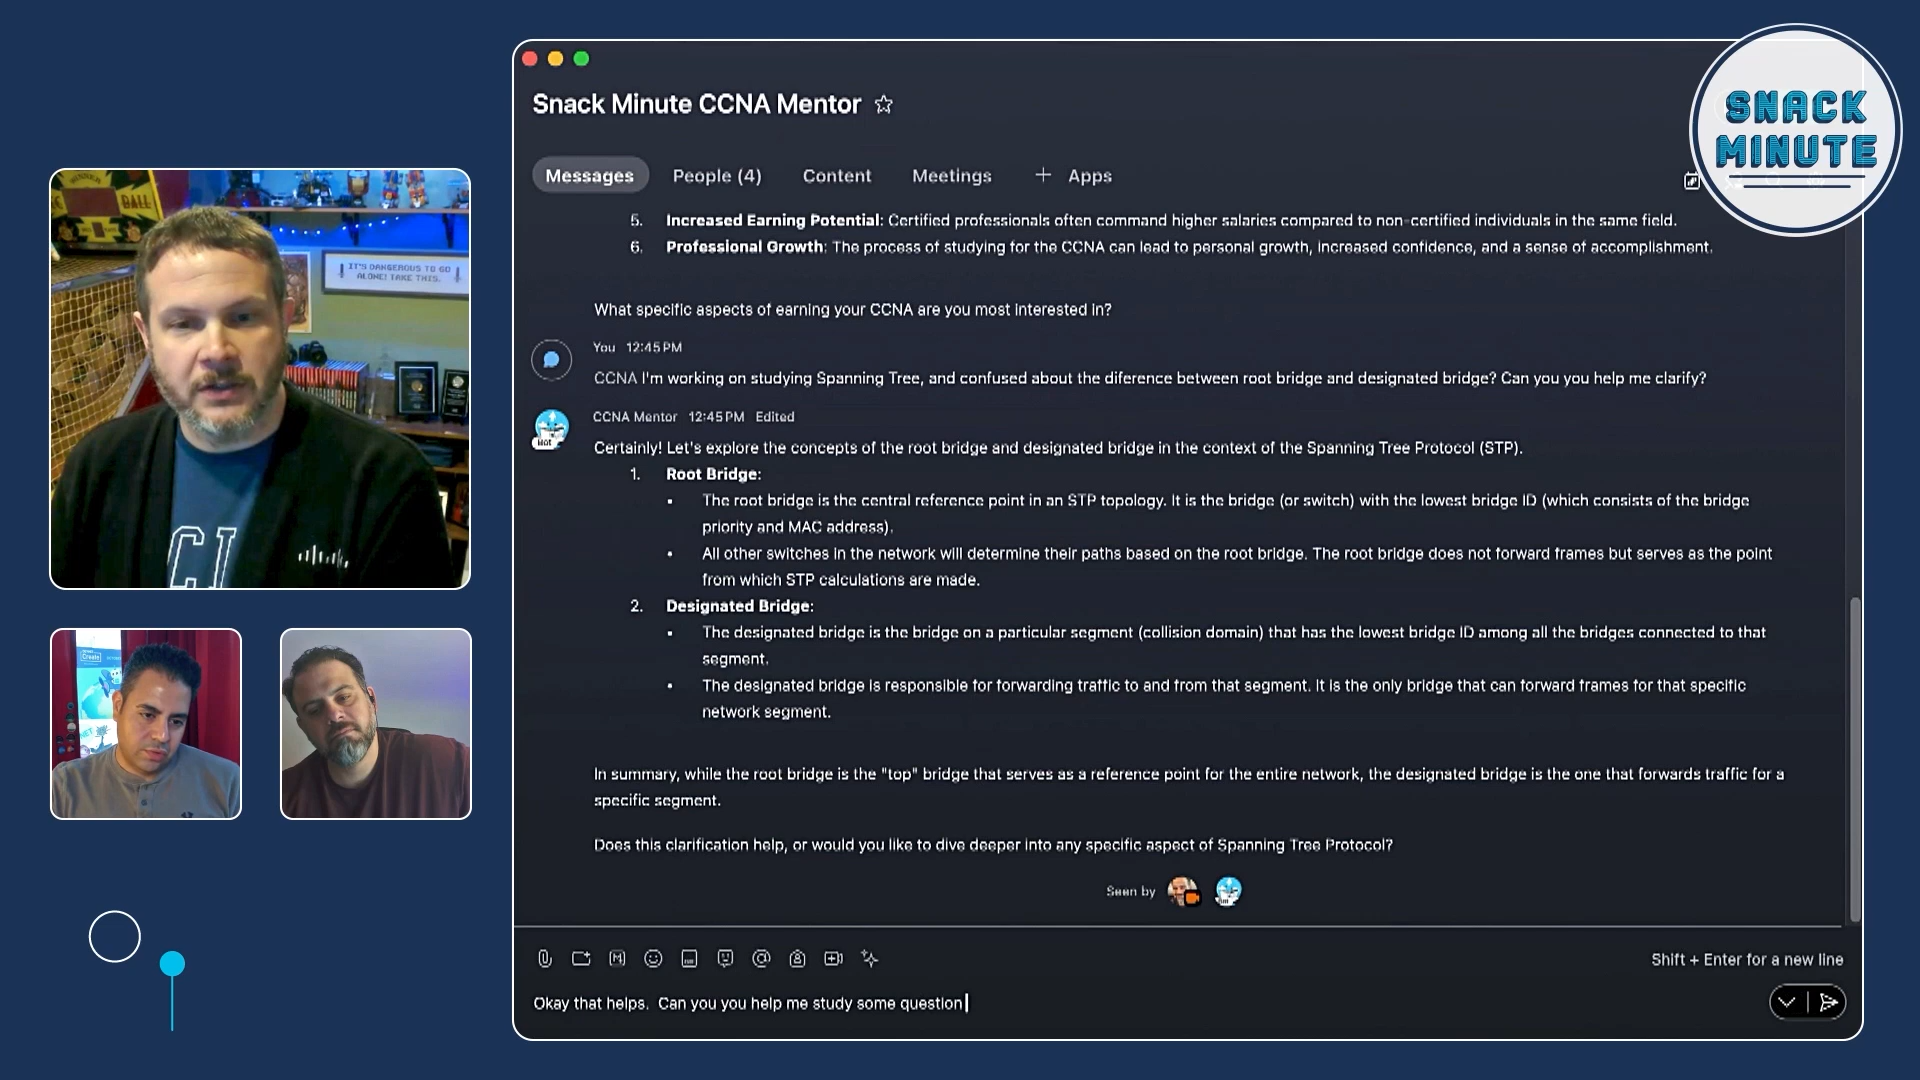 SNACK
MINUTE
Snack Minute CCNA Mentor
Messages People (4) Content Meetings + Apps
5. Increased Earning Potential: Certified professionals often command higher salaries compared to non-certified individuals in the same field.
6. Professional Growth: The process of studying for the CCNA can lead to personal growth, increased confidence, and a sense of accomplishment.
What specific aspects of earning your CCNA are you most interested in?
You 12:45 PM
CCNA I'm working on studying Spanning Tree, and confused about the diference between root bridge and designated bridge? Can you you help me clarify?
CCNA Mentor 12:45 PM Edited
Certainly! Let's explore the concepts of the root bridge and designated bridge in the context of the Spanning Tree Protocol (STP).
1. Root Bridge:
• The root bridge is the central reference point in an STP topology. It is the bridge (or switch) with the lowest bridge ID (which consists of the bridge
priority and MAC address).
• All other switches in the network will determine their paths based on the root bridge. The root bridge does not forward frames but serves as the point
from which STP calculations are made.
2. Designated Bridge:
• The designated bridge is the bridge on a particular segment (collision domain) that has the lowest bridge ID among all the bridges connected to that
segment.
• The designated bridge is responsible for forwarding traffic to and from that segment. It is the only bridge that can forward frames for that specific
network segment.
In summary, while the root bridge is the "top" bridge that serves as a reference point for the entire network, the designated bridge is the one that forwards traffic for a
specific segment.
Does this clarification help, or would you like to dive deeper into any specific aspect of Spanning Tree Protocol?
Seen by
Shift + Enter for a new line
Okay that helps. Can you you help me study some question
BALL
IT'S DANGEROUS TO GO
ALONE! TAKE THIS.
CI
Create